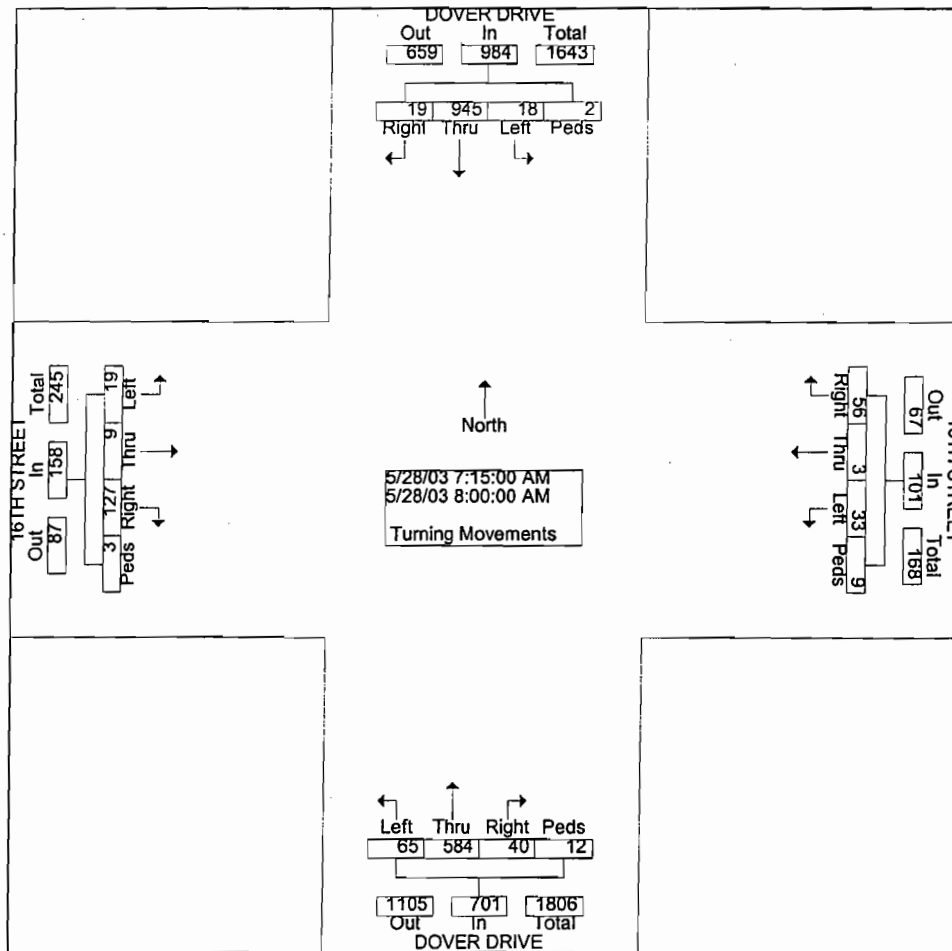 DOVER DRIVE
Out In Total
659 984 1643
19 945 18 2
Right Thru Left Peds
16TH STREET
Total In Out
245 158 87
19 9 127 3
Left Thru Right Peds
North
5/28/03 7:15:00 AM
5/28/03 8:00:00 AM
Turning Movements
Right Thru Left Peds
56 3 33 9
67 101 168
Out In Total
STREET
Left Thru Right Peds
65 584 40 12
1105 701 1806
Out In Total
DOVER DRIVE